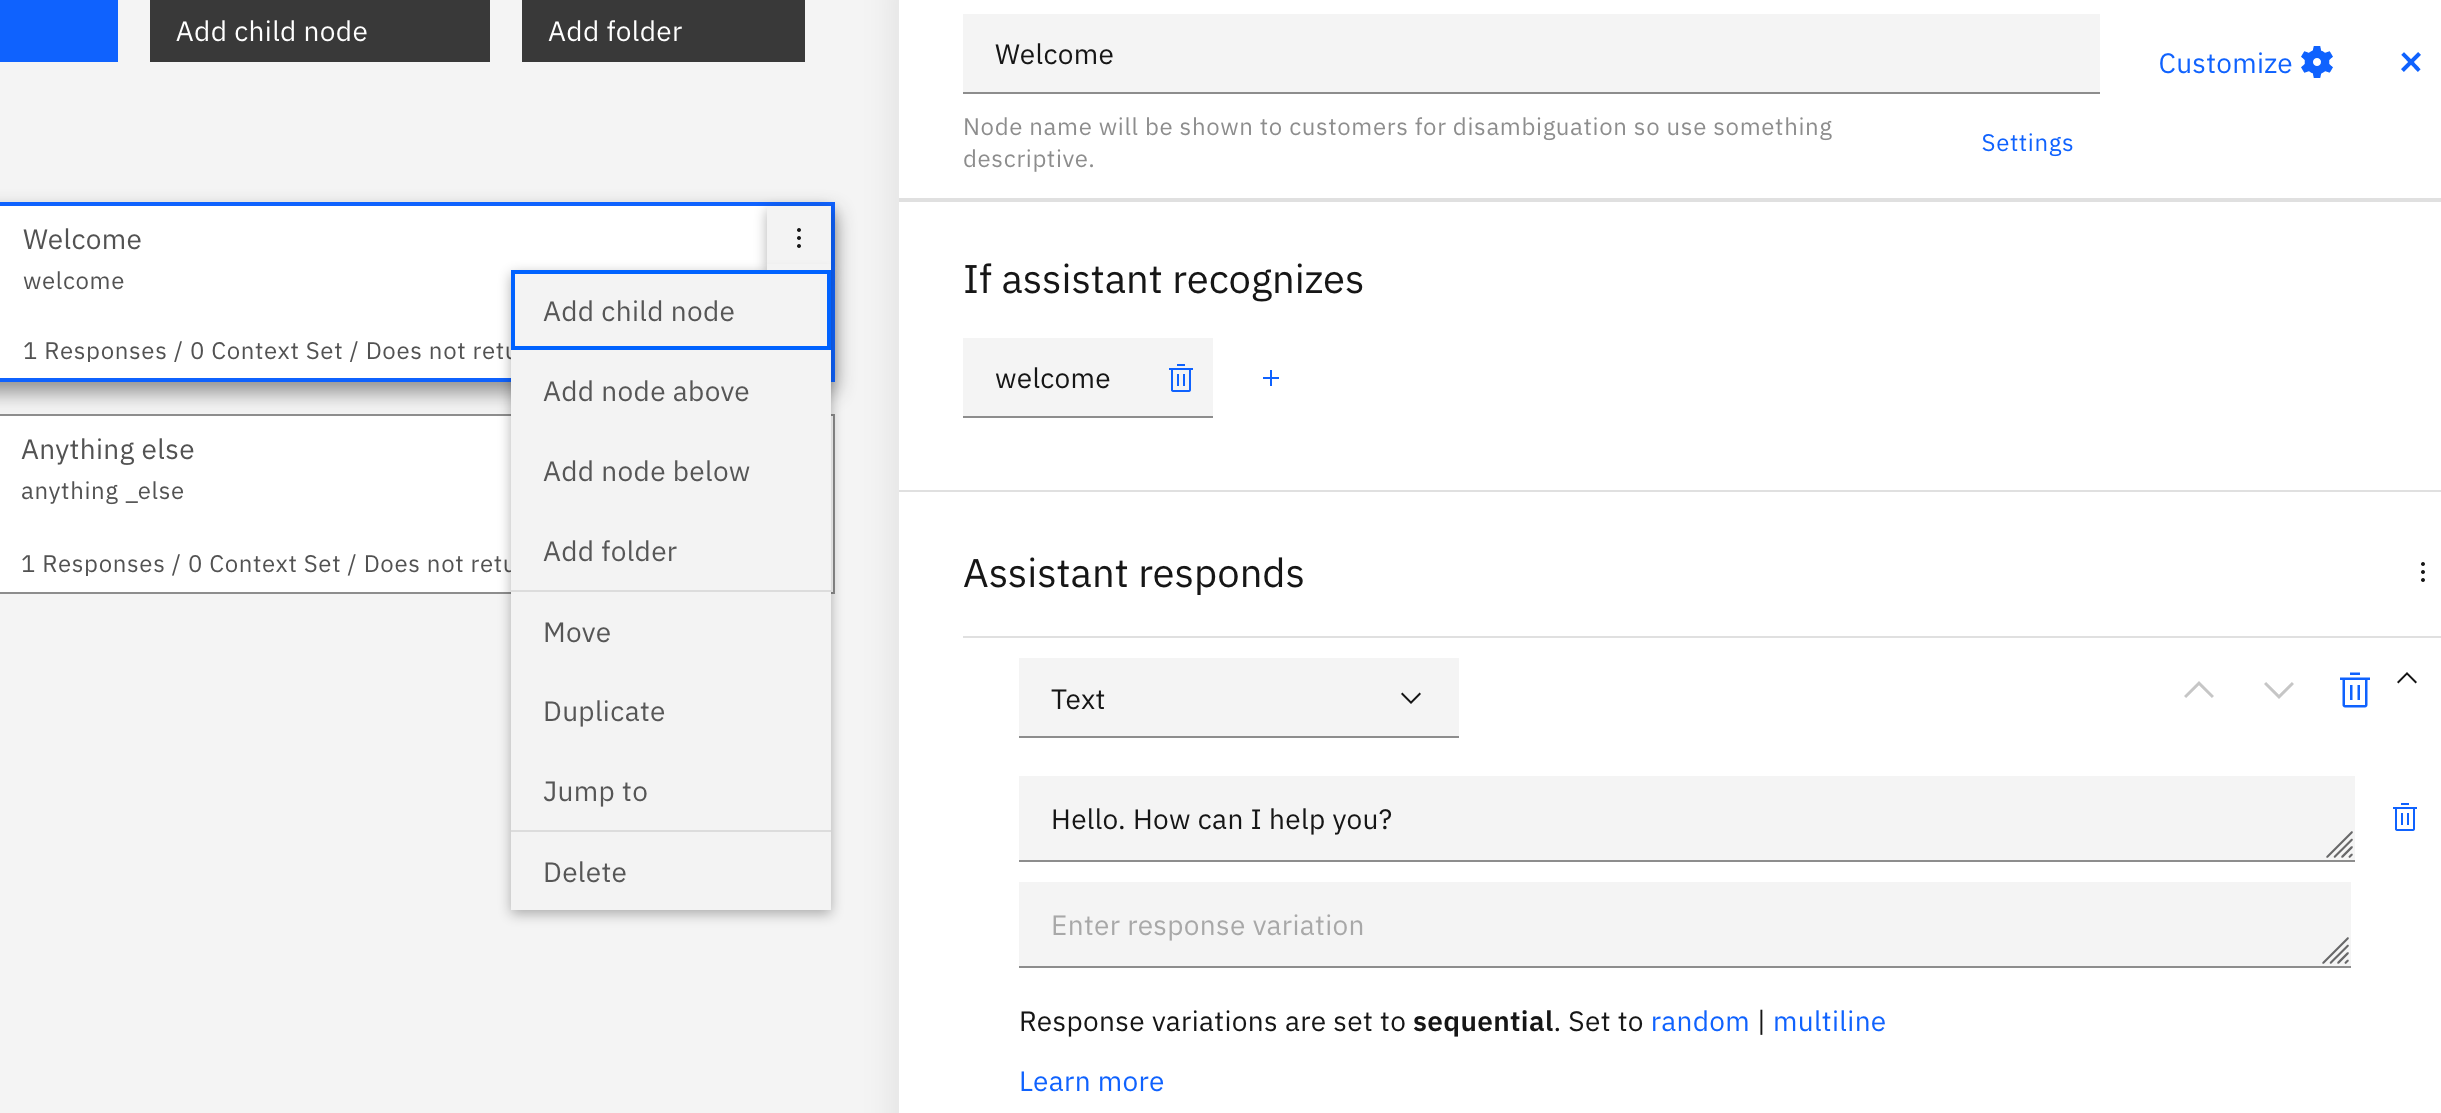 Add child node
Add folder
Welcome
welcome
1 Responses / 0 Context Set / Does not retu
Anything else
anything _else
1 Responses / 0 Context Set / Does not retu
Add child node
Add node above
Add node below
Add folder
Move
Duplicate
Jump to
Delete
Welcome
Customize
Node name will be shown to customers for disambiguation so use something
descriptive.
Settings
If assistant recognizes
welcome
Assistant responds
Text
Hello. How can I help you?
Enter response variation
Response variations are set to sequential. Set to random | multiline
Learn more